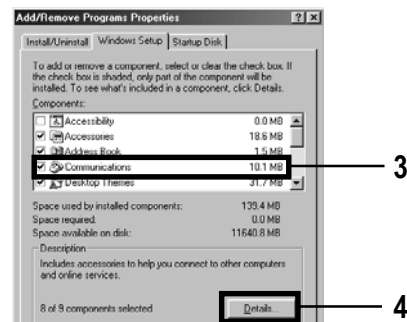 Add/Remove Programs Properties
Install/Uninstall Windows Setup Startup Disk
To add or remove a component, select or clear the check box. If
the check box is shaded, only part of the component will be
installed. To see what's included in a component, click Details.
Components:
Accessibility 0.0 MB
Accessories 18.6 MB
Address Book 1.5 MB
Communications 10.1 MB
3
Desktop Themes 31.7 MB
Space used by installed components: 139.4 MB
Space required: 0.0 MB
Space available on disk: 11640.8 MB
Description
Includes accessories to help you connect to other computers
and online services.
8 of 9 components selected
Details...
4